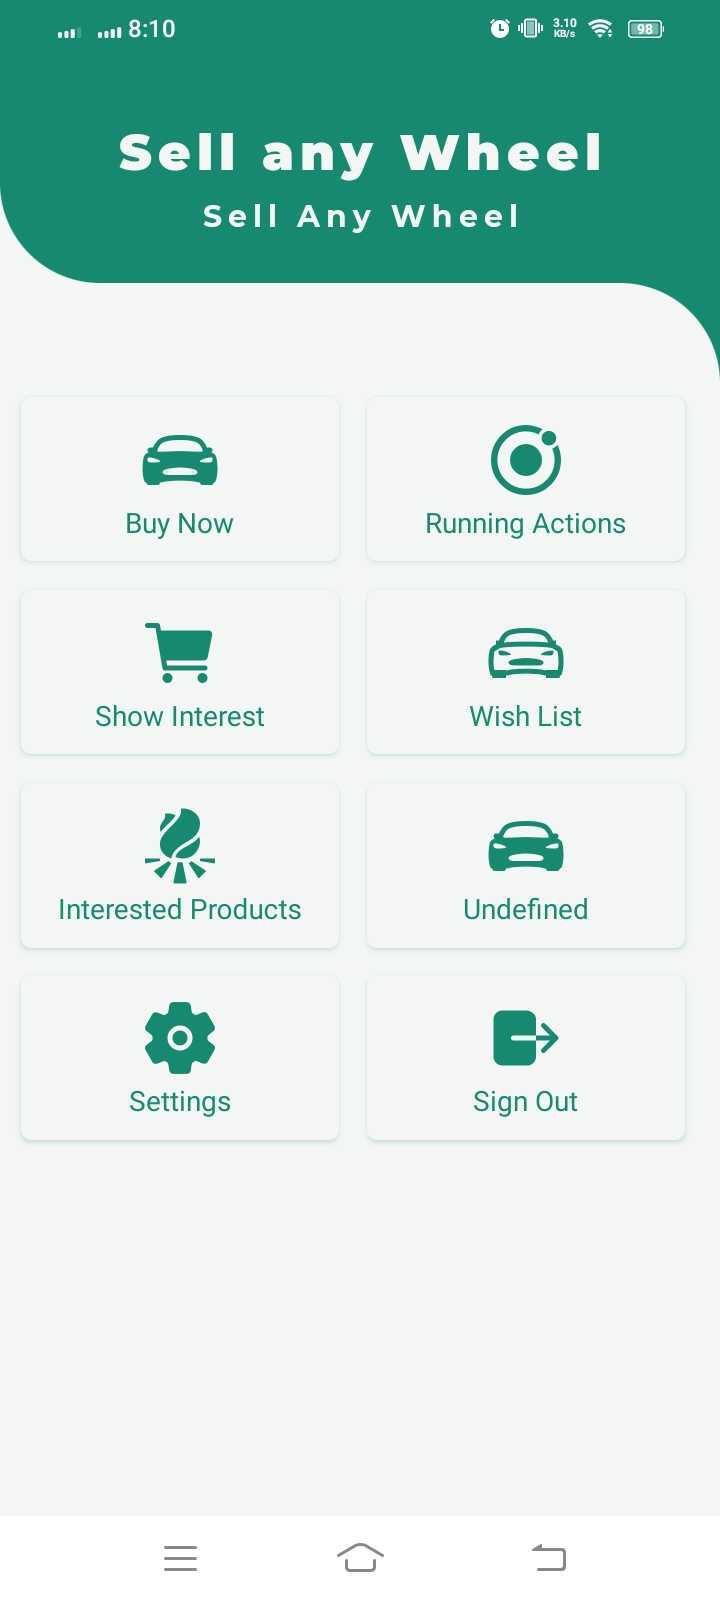 8:10 3.10 KB/s 98
Sell any Wheel
Sell Any Wheel
Buy Now
Running Actions
Show Interest
Wish List
Interested Products
Undefined
Settings
Sign Out